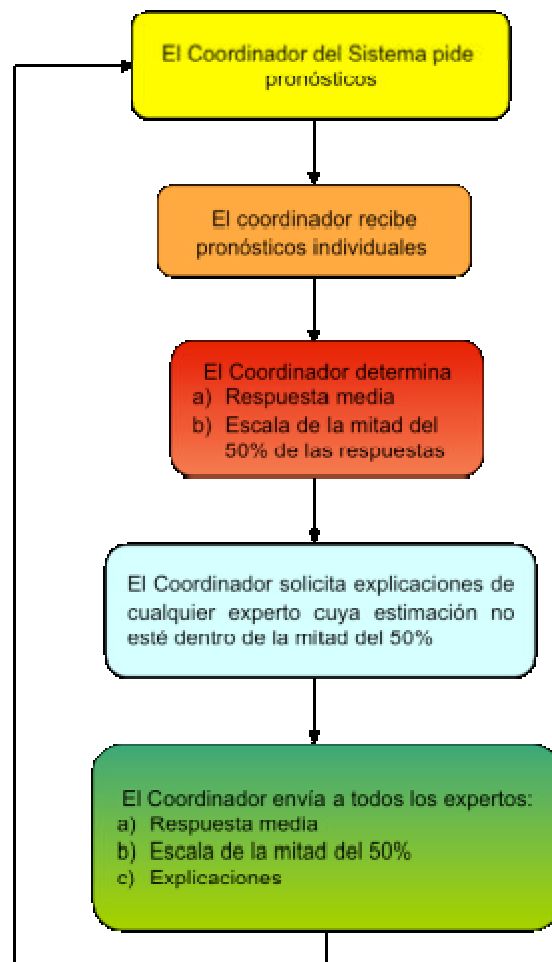 El Coordinador del Sistema pide
pronósticos
El coordinador recibe
pronósticos individuales
El Coordinador determina
a) Respuesta media
b) Escala de la mitad del
50% de las respuestas
El Coordinador solicita explicaciones de
cualquier experto cuya estimación no
esté dentro de la mitad del 50%
El Coordinador envía a todos los expertos:
a) Respuesta media
b) Escala de la mitad del 50%
c) Explicaciones